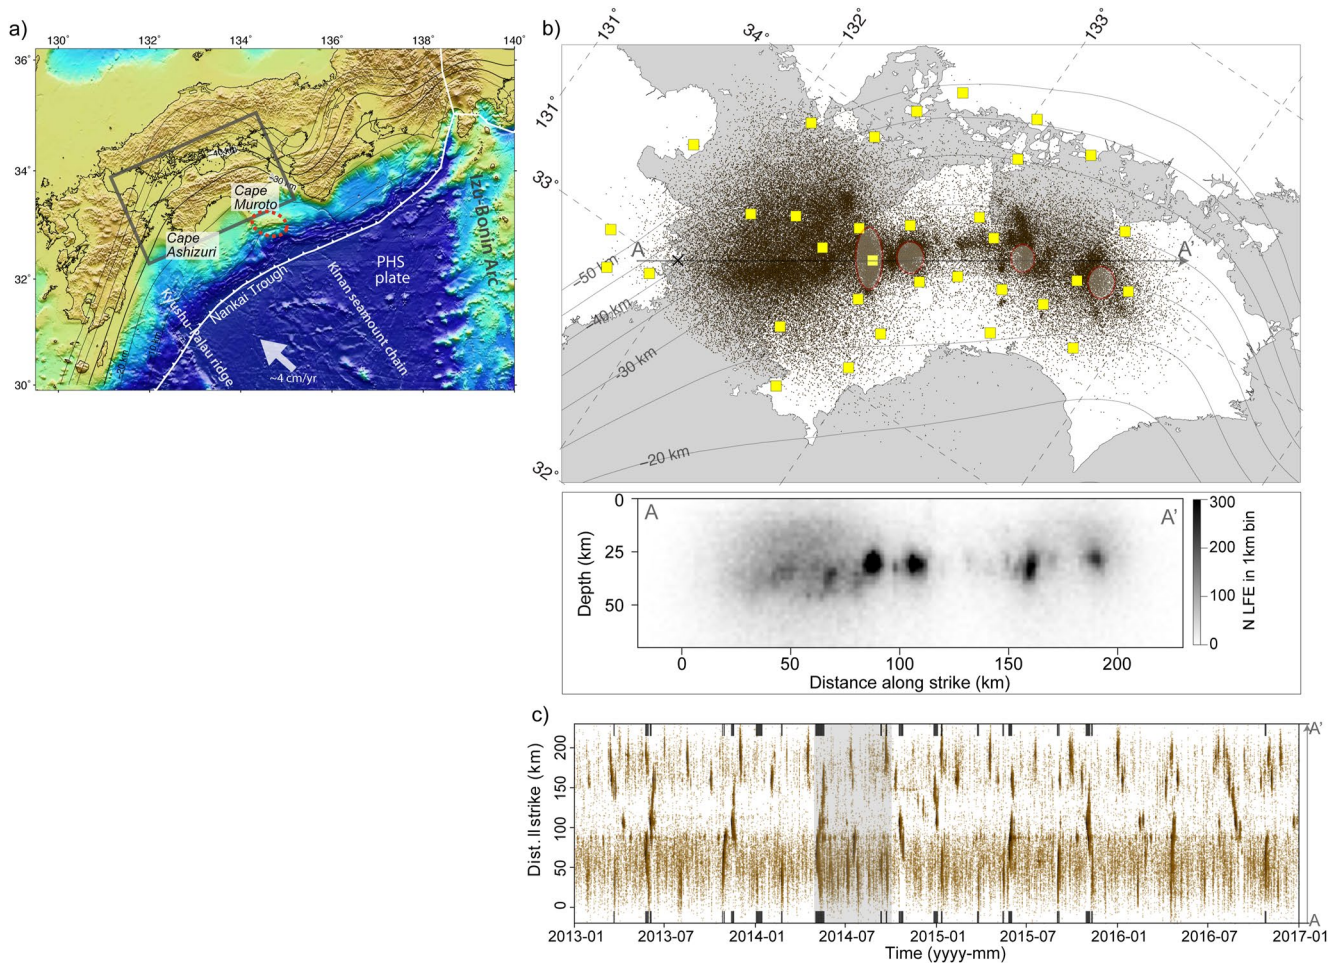 a)
130°
132°
134°
136°
138°
140°
36°
34°
32°
30°
Cape
Muroto
Cape
Ashizuri
−30 km
PHS
plate
Izu-Bonin Arc
Nankai Trough
Kinan seamount chain
Kyushu-Palau ridge
~4 cm/yr
b)
131°
34°
132°
133°
131°
33°
32°
A
A'
−50 km
−40 km
−30 km
−20 km
A
A'
0
25
50
Depth (km)
0
50
100
150
200
Distance along strike (km)
300
200
100
0
N LFE in 1km bin
c)
200
150
100
50
0
Dist. II strike (km)
A'
A
2013-01
2013-07
2014-01
2014-07
2015-01
2015-07
2016-01
2016-07
2017-01
Time (yyyy-mm)